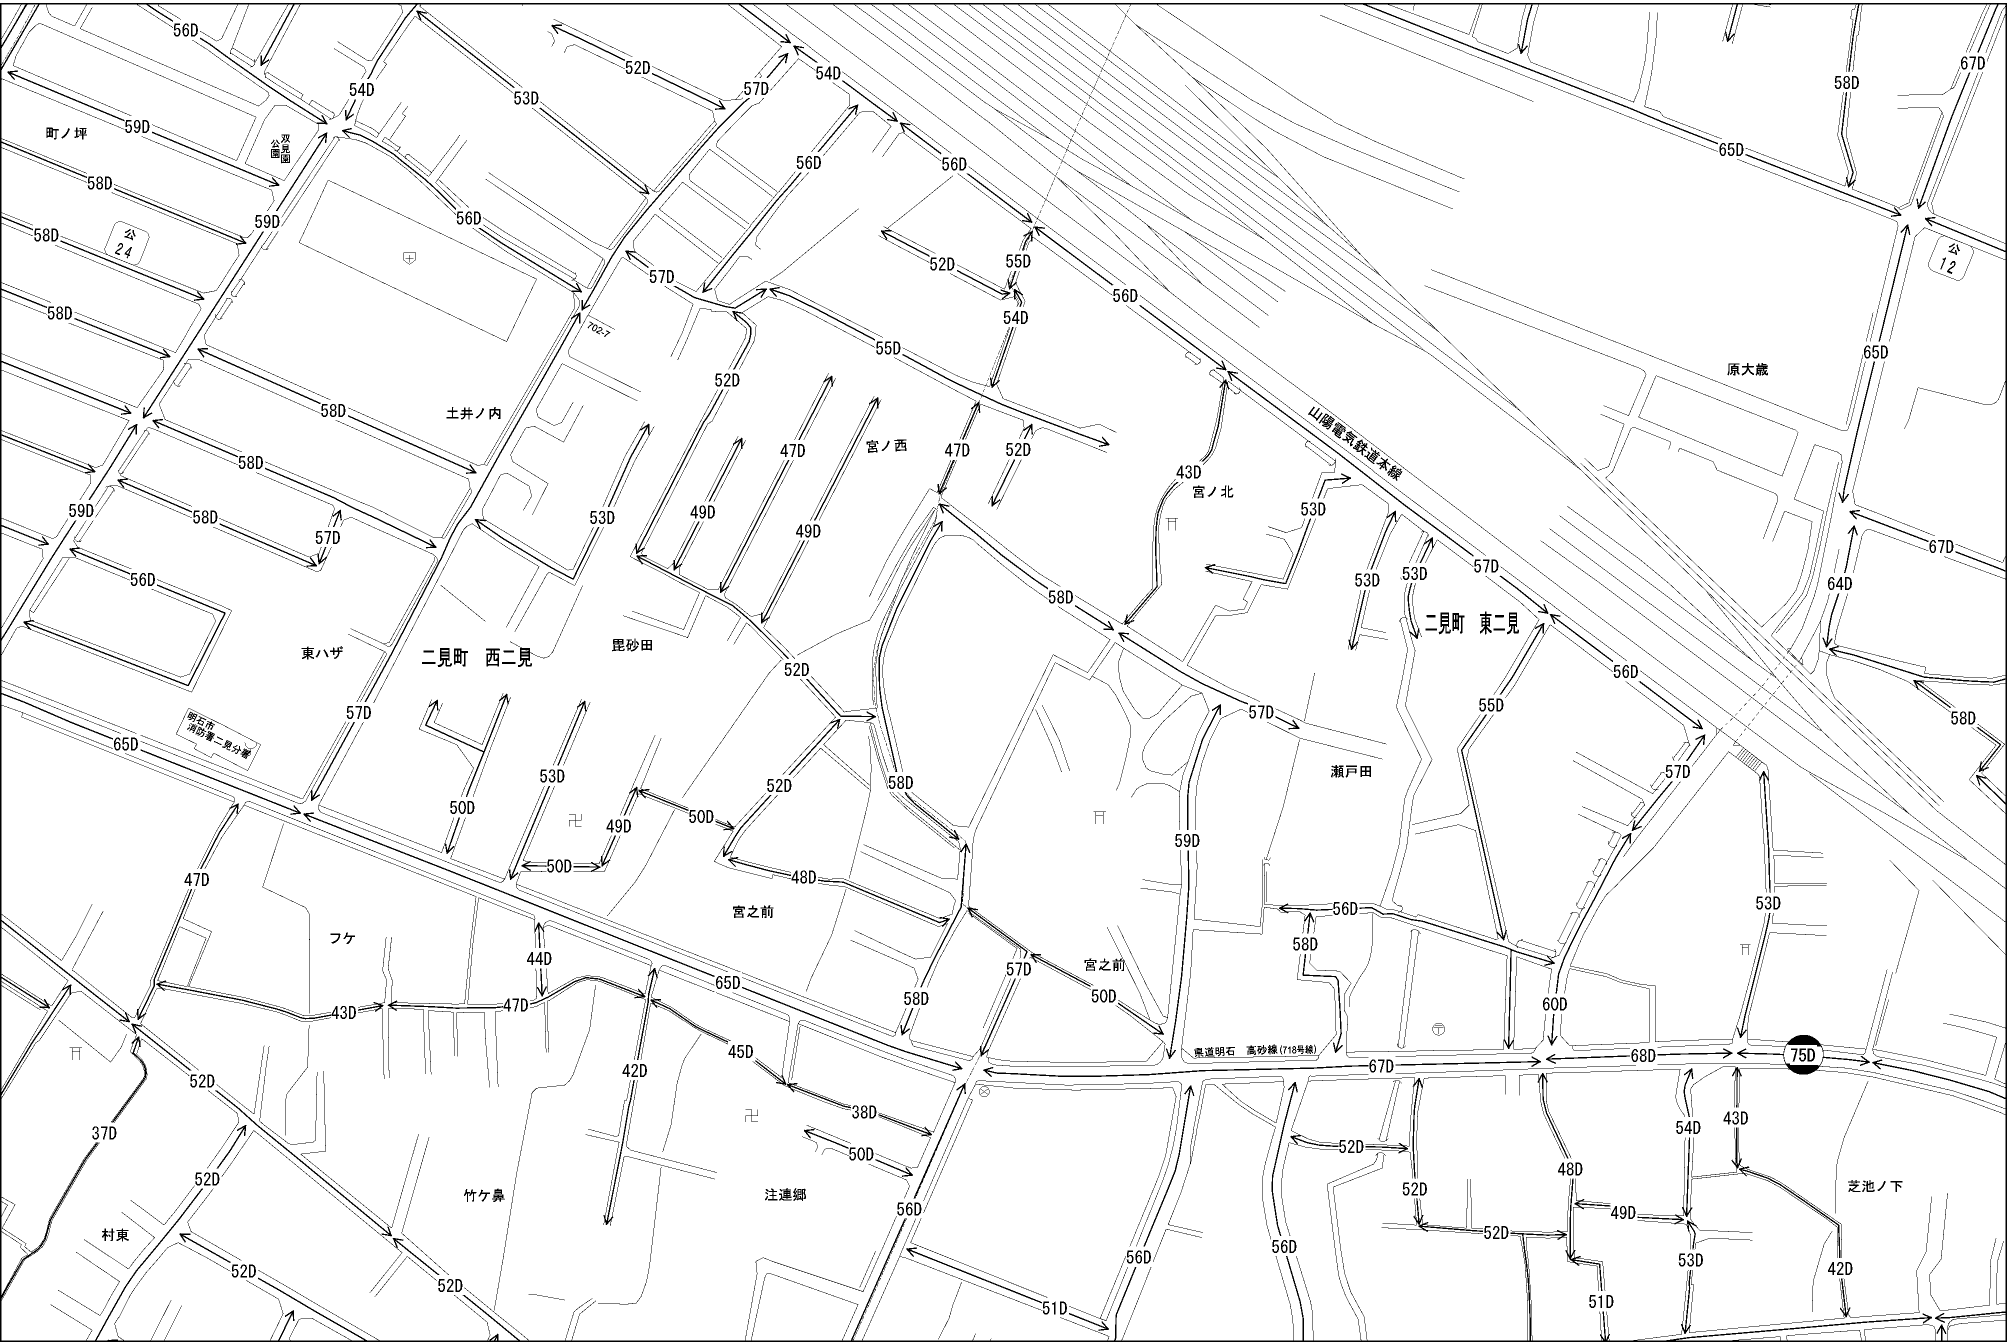 56D
54D
52D
53D
57D
54D
58D
67D
59D
町ノ坪
双見園
公園
58D
56D
56D
65D
59D
56D
58D
公
24
57D
52D
55D
公
12
58D
56D
54D
702-7
55D
65D
原大歳
52D
58D
土井ノ内
47D
宮ノ西
47D
52D
山陽電気鉄道本線
58D
43D
宮ノ北
59D
58D
57D
53D
49D
49D
53D
67D
56D
53D
53D
57D
64D
58D
東ハザ
二見町 西二見
毘砂田
52D
二見町 東二見
56D
57D
明石市
消防署二見分署
65D
55D
57D
58D
瀬戸田
50D
53D
49D
50D
52D
58D
57D
59D
47D
50D
48D
宮之前
56D
53D
フケ
44D
65D
58D
57D
宮之前
50D
58D
60D
43D
47D
県道明石 高砂線(718号線)
45D
42D
67D
68D
75D
52D
38D
37D
50D
52D
54D
43D
52D
竹ケ鼻
注連郷
56D
52D
48D
49D
芝池ノ下
村東
52D
56D
56D
52D
53D
42D
52D
51D
51D